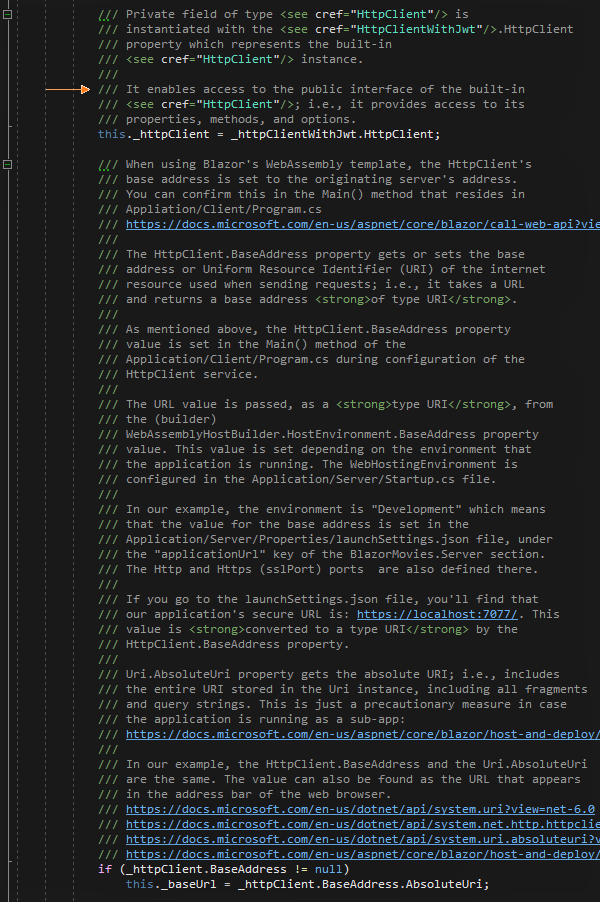 /// Private field of type <see cref="HttpClient"/> is
/// instantiated with the <see cref="HttpClientWithJwt"/>.HttpClient
/// property which represents the built-in
/// <see cref="HttpClient"/> instance.
///
/// It enables access to the public interface of the built-in
/// <see cref="HttpClient"/>; i.e., it provides access to its
/// properties, methods, and options.
this._httpClient = _httpClientWithJwt.HttpClient;
/// When using Blazor's WebAssembly template, the HttpClient's
/// base address is set to the originating server's address.
/// You can confirm this in the Main() method that resides in
/// Appliation/Client/Program.cs
/// https://docs.microsoft.com/en-us/aspnet/core/blazor/call-web-api?vie
///
/// The HttpClient.BaseAddress property gets or sets the base
/// address or Uniform Resource Identifier (URI) of the internet
/// resource used when sending requests; i.e., it takes a URL
/// and returns a base address <strong>of type URI</strong>.
///
/// As mentioned above, the HttpClient.BaseAddress property
/// value is set in the Main() method of the
/// Application/Client/Program.cs during configuration of the
/// HttpClient service.
///
/// The URL value is passed, as a <strong>type URI</strong>, from
/// the (builder)
/// WebAssemblyHostBuilder.HostEnvironment.BaseAddress property
/// value. This value is set depending on the environment that
/// the application is running. The WebHostingEnvironment is
/// configured in the Application/Server/Startup.cs file.
///
/// In our example, the environment is "Development" which means
/// that the value for the base address is set in the
/// Application/Server/Properties/launchSettings.json file, under
/// the "applicationUrl" key of the BlazorMovies.Server section.
/// The Http and Https (sslPort) ports  are also defined there.
///
/// If you go to the launchSettings.json file, you'll find that
/// our application's secure URL is: https://localhost:7077/. This
/// value is <strong>converted to a type URI</strong> by the
/// HttpClient.BaseAddress property.
///
/// Uri.AbsoluteUri property gets the absolute URI; i.e., includes
/// the entire URI stored in the Uri instance, including all fragments
/// and query strings. This is just a precautionary measure in case
/// the application is running as a sub-app:
/// https://docs.microsoft.com/en-us/aspnet/core/blazor/host-and-deploy/
///
/// In our example, the HttpClient.BaseAddress and the Uri.AbsoluteUri
/// are the same. The value can also be found as the URL that appears
/// in the address bar of the web browser.
/// https://docs.microsoft.com/en-us/dotnet/api/system.uri?view=net-6.0
/// https://docs.microsoft.com/en-us/dotnet/api/system.net.http.httpclie
/// https://docs.microsoft.com/en-us/dotnet/api/system.uri.absoluteuri?v
/// https://docs.microsoft.com/en-us/aspnet/core/blazor/host-and-deploy/
if (_httpClient.BaseAddress != null)
this._baseUrl = _httpClient.BaseAddress.AbsoluteUri;